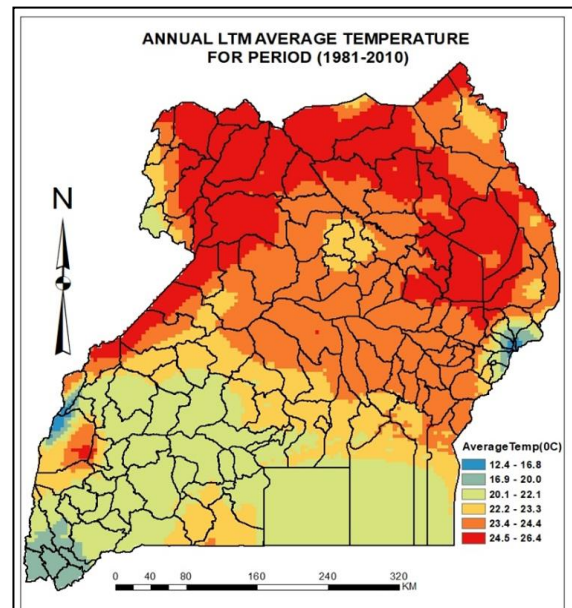 ANNUAL LTM AVERAGE TEMPERATURE
FOR PERIOD (1981-2010)
N
AverageTemp(0C)
12.4 - 16.8
16.9 - 20.0
20.1 - 22.1
22.2 - 23.3
23.4 - 24.4
24.5 - 26.4
0 40 80 160 240 320
KM